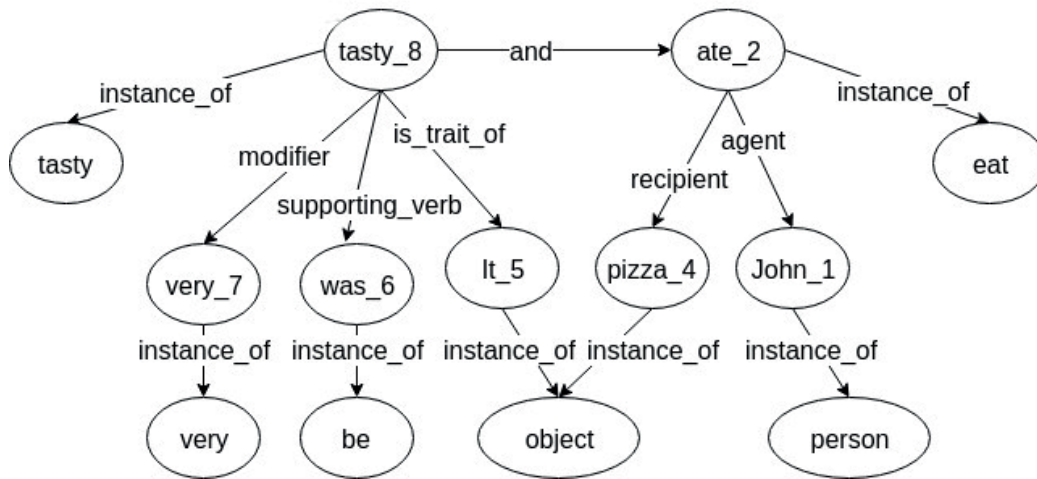 tasty_8 and ate_2
instance_of instance_of
is_trait_of agent
tasty modifier eat
recipient
supporting_verb
very_7 was_6 It_5 pizza_4 John_1
instance_of instance_of instance_of instance_of instance_of
very be object person